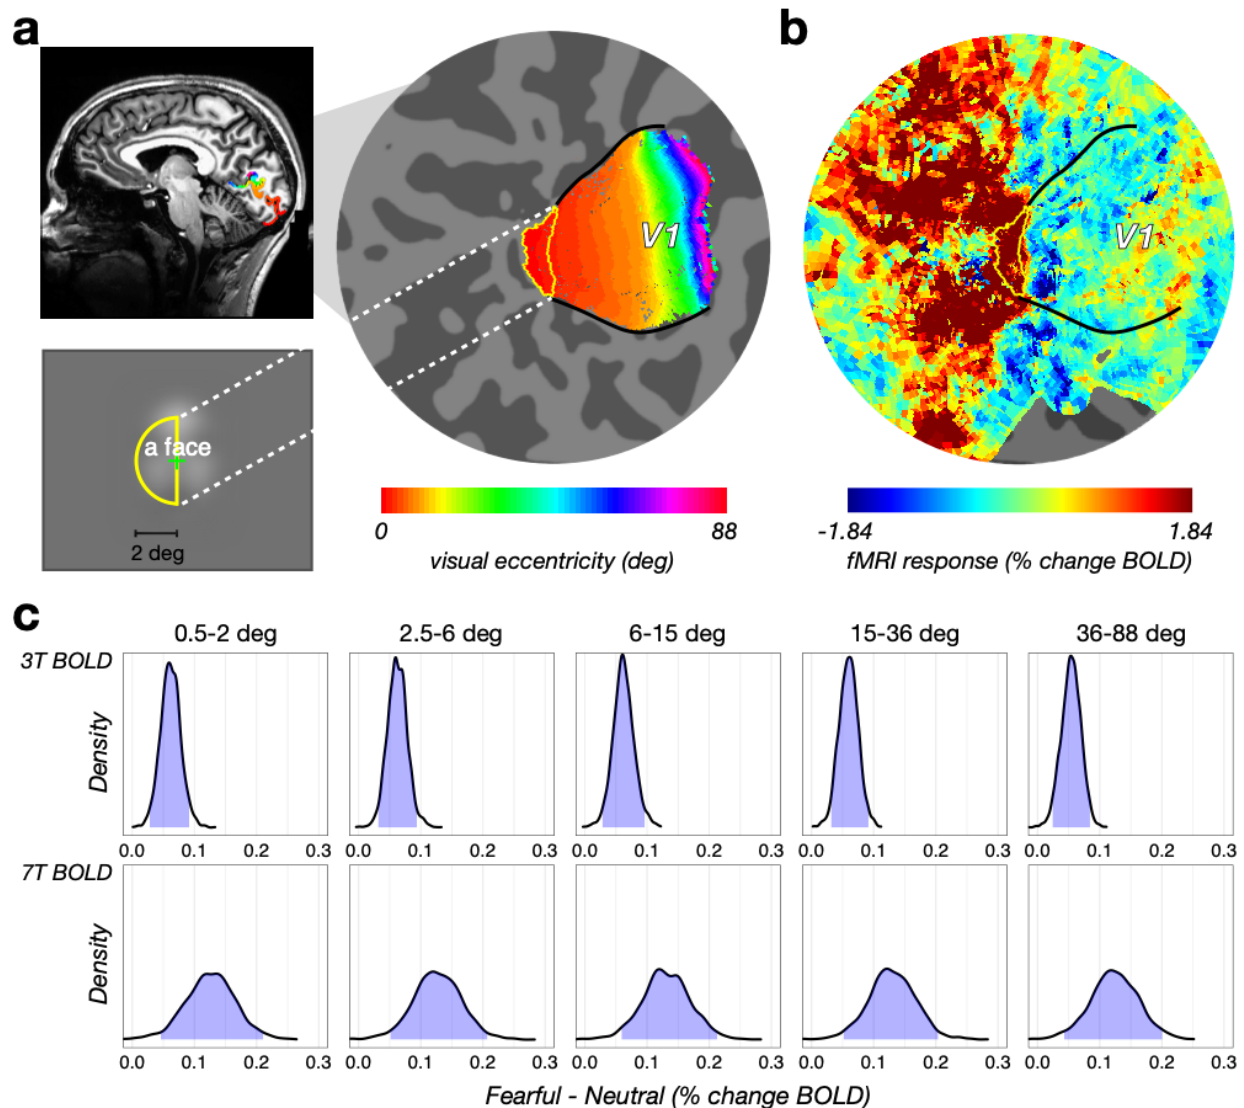 a
b
V1
V1
a face
2 deg
0 88
visual eccentricity (deg)
-1.84 1.84
fMRI response (% change BOLD)
c
0.5-2 deg 2.5-6 deg 6-15 deg 15-36 deg 36-88 deg
3T BOLD
Density
0.0 0.1 0.2 0.3 0.0 0.1 0.2 0.3 0.0 0.1 0.2 0.3 0.0 0.1 0.2 0.3 0.0 0.1 0.2 0.3
7T BOLD
Density
0.0 0.1 0.2 0.3 0.0 0.1 0.2 0.3 0.0 0.1 0.2 0.3 0.0 0.1 0.2 0.3 0.0 0.1 0.2 0.3
Fearful - Neutral (% change BOLD)